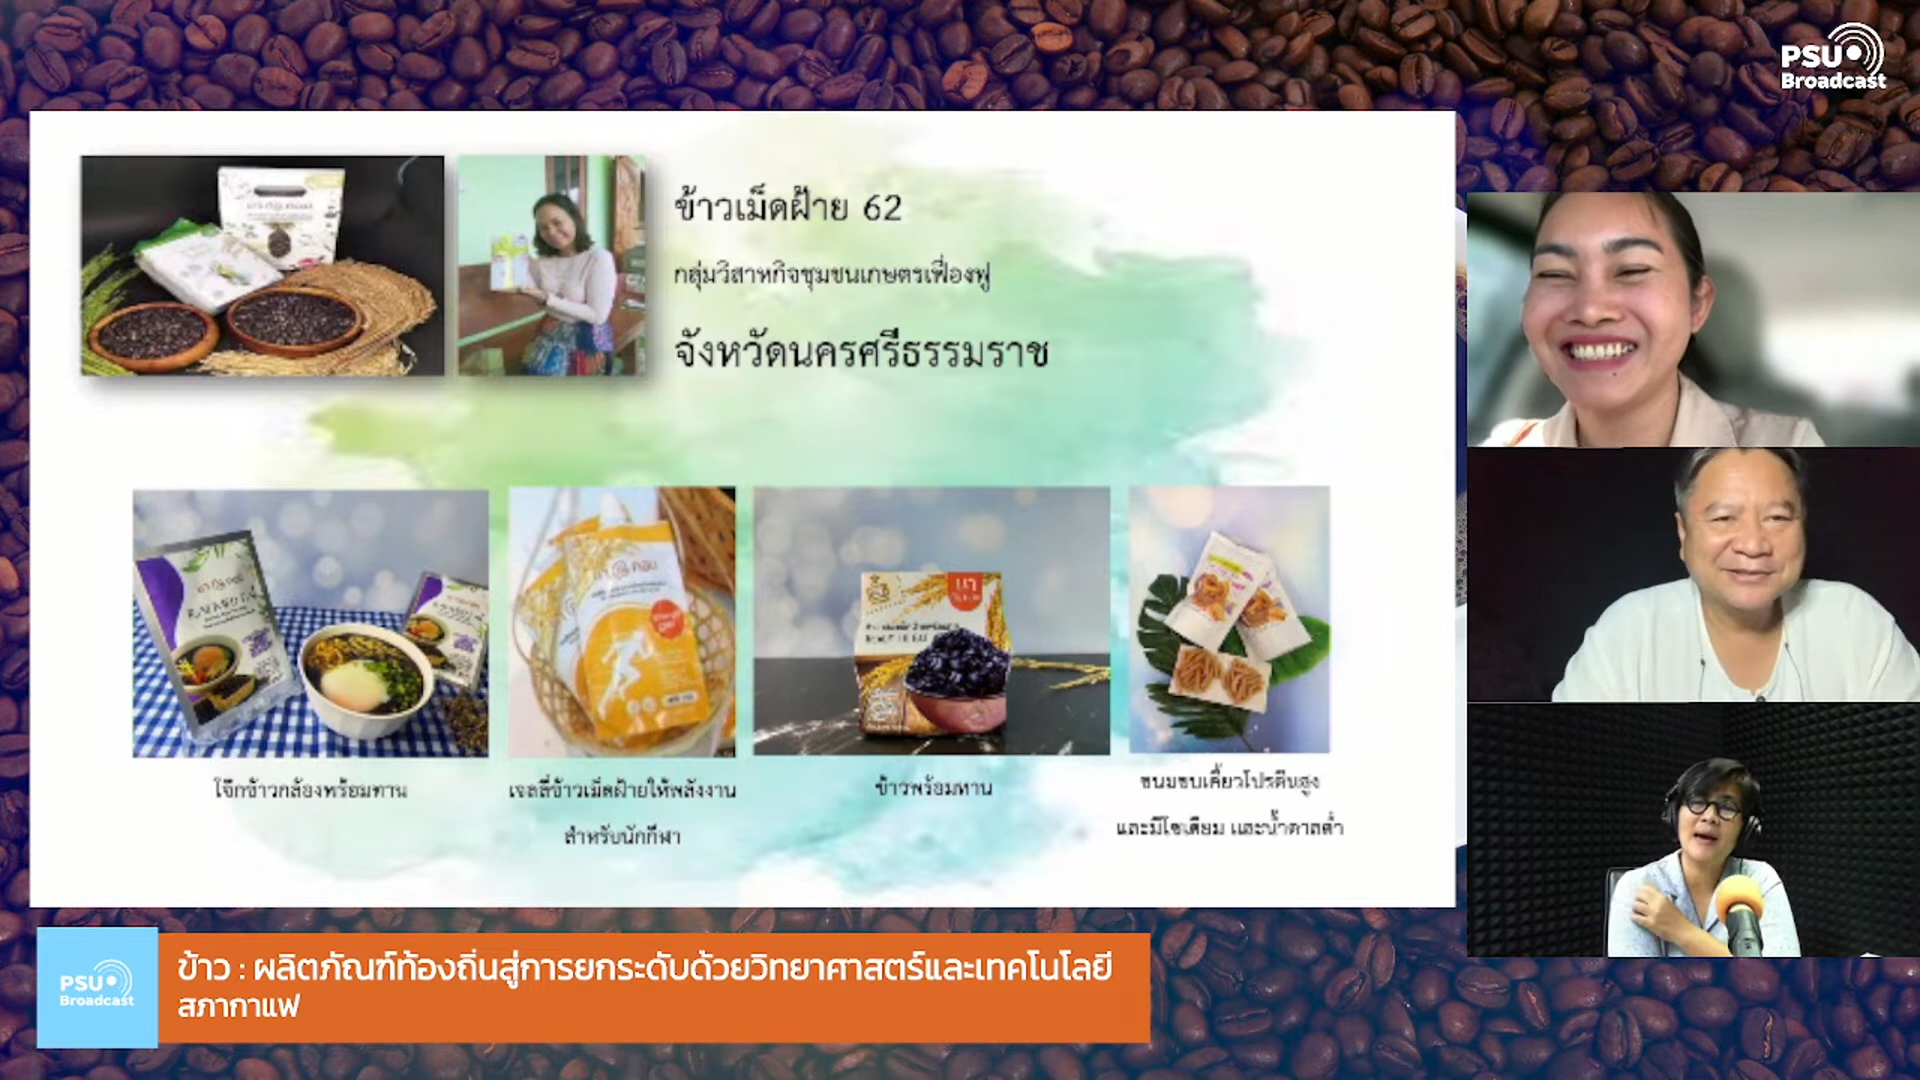 PSU
Broadcast
ข้าวเม็ดฝ้าย 62
กลุ่มวิสาหกิจชุมชนเกษตรเฟื่องฟู
จังหวัดนครศรีธรรมราช
โจ๊กข้าวกล้องพร้อมทาน
เจลลี่ข้าวเม็ดฝ้ายให้พลังงาน
สำหรับนักกีฬา
ข้าวพร้อมทาน
ขนมขบเคี้ยวโปรตีนสูง
และมีโซเดียม และน้ำตาลต่ำ
PSU
Broadcast
ข้าว : ผลิตภัณฑ์ท้องถิ่นสู่การยกระดับด้วยวิทยาศาสตร์และเทคโนโลยี
สภากาแฟ